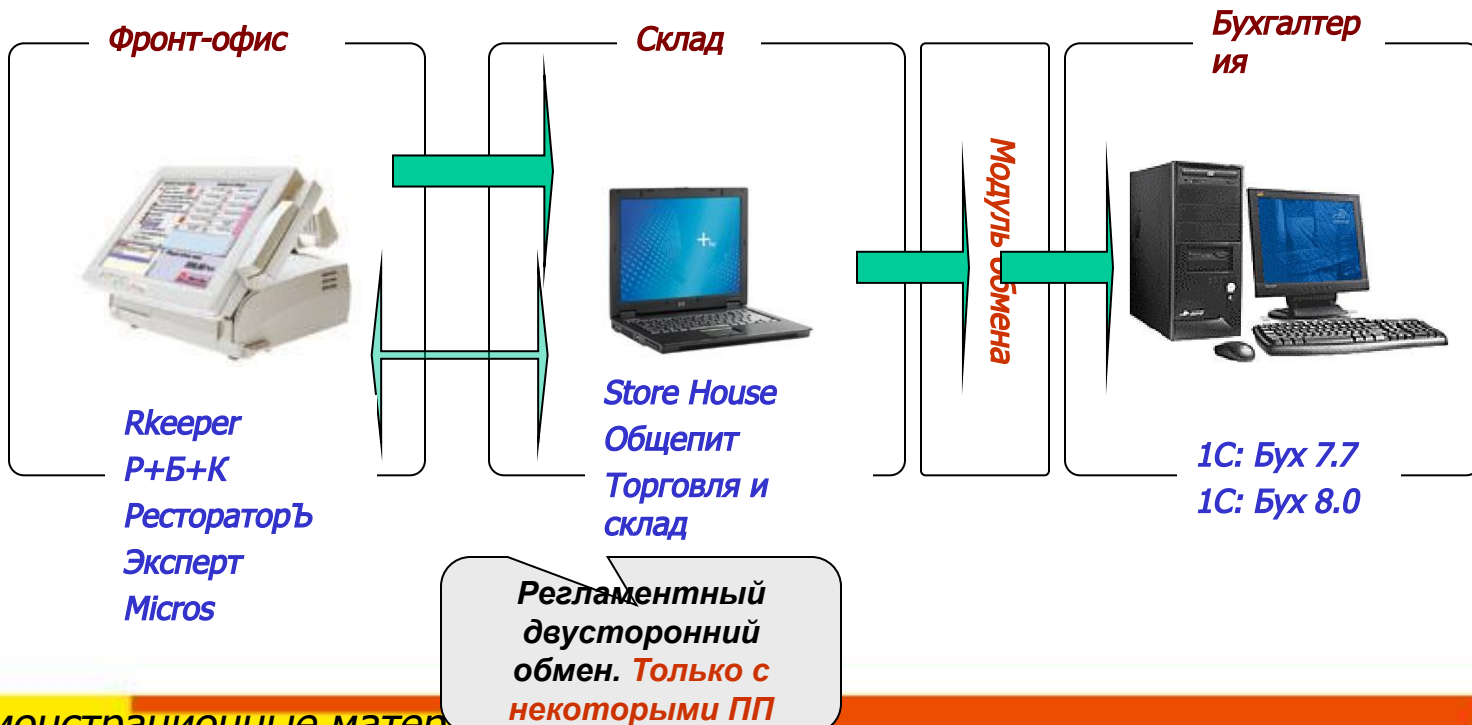 Фронт-офис
Rkeeper
Р+Б+К
РестораторЪ
Эксперт
Micros
Склад
Store House
Общепит
Торговля и
склад
Модуль обмена
Бухгалтер
ия
1С: Бух 7.7
1С: Бух 8.0
Регламентный
двусторонний
обмен. Только с
некоторыми ПП